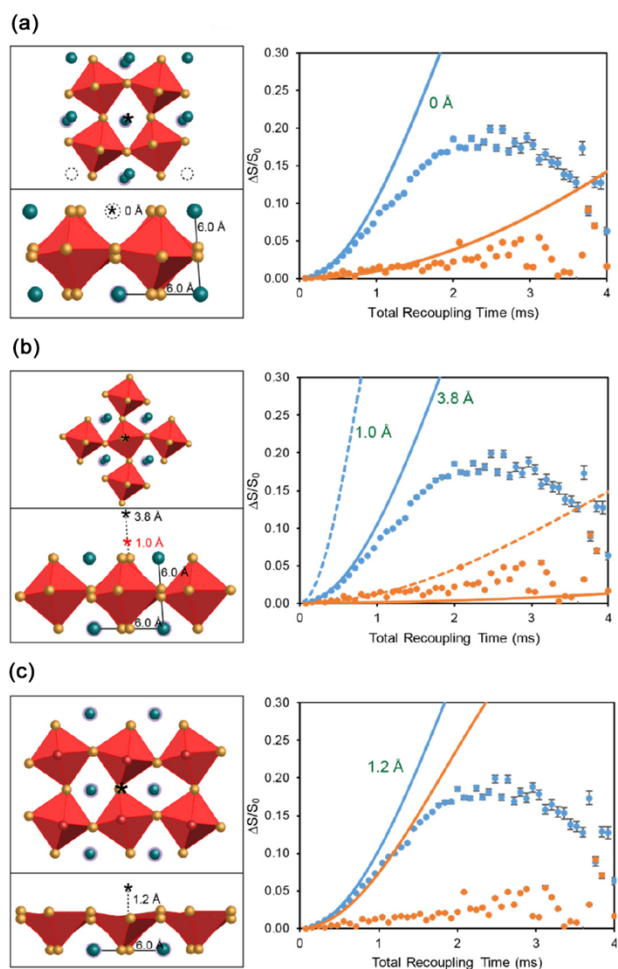 (a)
* 0 Å
6.0 Å
6.0 Å
ΔS/S₀
0.30
0.25
0.20
0.15
0.10
0.05
0.00
0 Å
0 1 2 3 4
Total Recoupling Time (ms)
(b)
*
* 3.8 Å
* 1.0 Å
6.0 Å
6.0 Å
ΔS/S₀
0.30
0.25
0.20
0.15
0.10
0.05
0.00
1.0 Å
3.8 Å
0 1 2 3 4
Total Recoupling Time (ms)
(c)
*
*
1.2 Å
6.0 Å
ΔS/S₀
0.30
0.25
0.20
0.15
0.10
0.05
0.00
1.2 Å
0 1 2 3 4
Total Recoupling Time (ms)